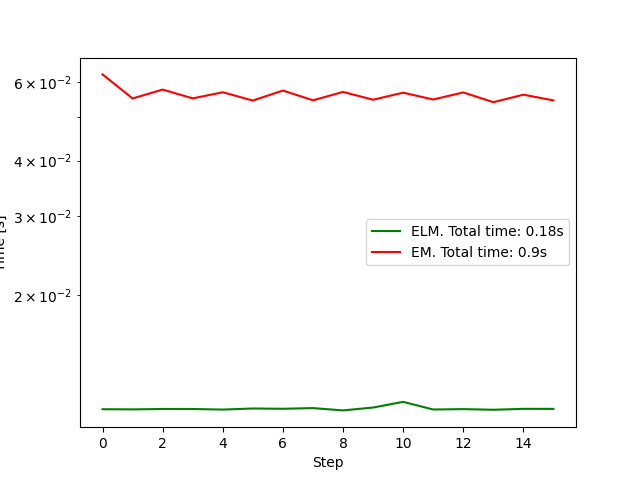 6 × 10⁻²
4 × 10⁻²
3 × 10⁻²
2 × 10⁻²
ELM. Total time: 0.18s
EM. Total time: 0.9s
0 2 4 6 8 10 12 14
Step